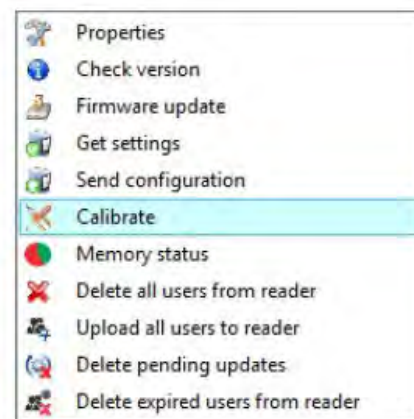 Properties
Check version
Firmware update
Get settings
Send configuration
Calibrate
Memory status
Delete all users from reader
Upload all users to reader
Delete pending updates
Delete expired users from reader